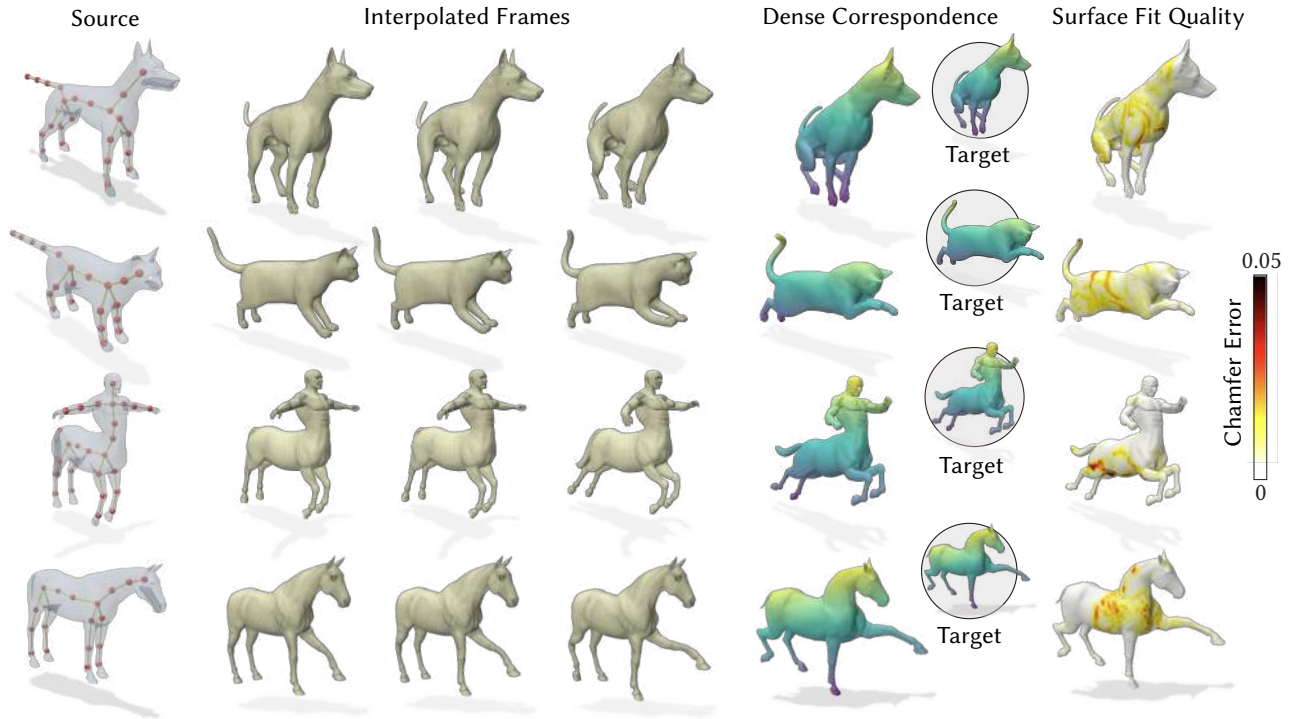 Source
Interpolated Frames
Dense Correspondence
Surface Fit Quality
Target
Target
Target
Target
0.05
Chamfer Error
0